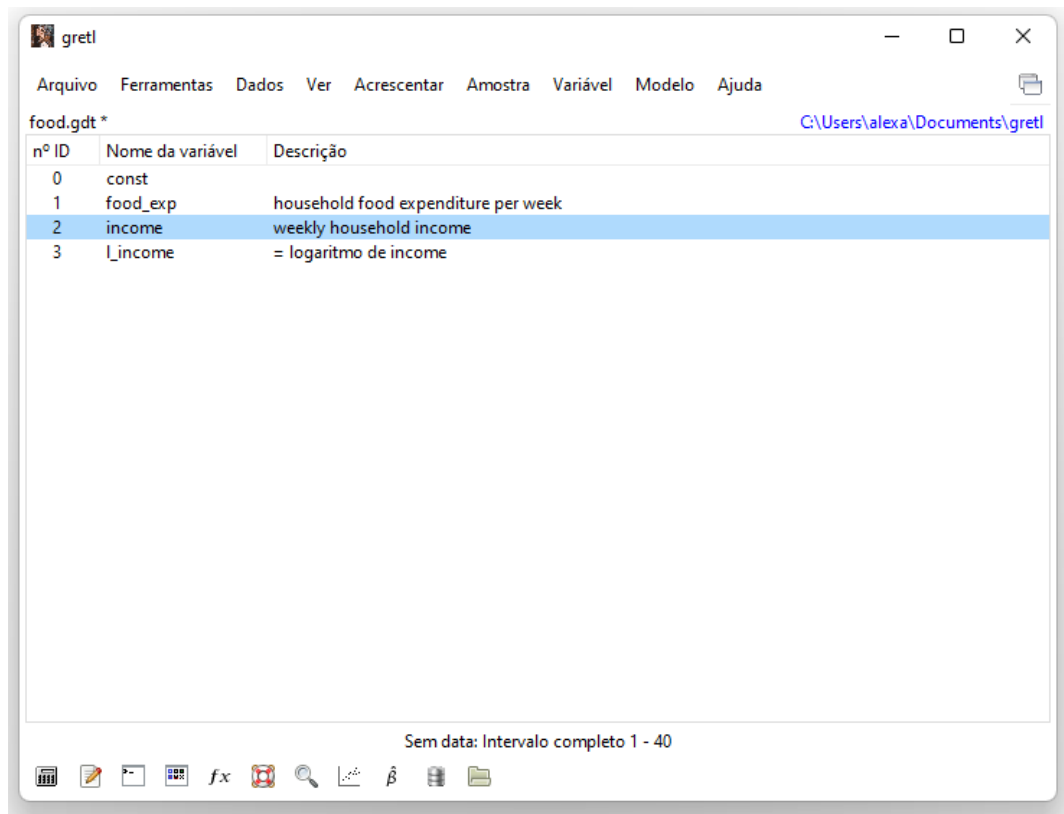 gretl
Arquivo Ferramentas Dados Ver Acrescentar Amostra Variável Modelo Ajuda
food.gdt * C:\Users\alexa\Documents\gretl
nº ID Nome da variável Descrição
0 const
1 food_exp household food expenditure per week
2 income weekly household income
3 l_income = logaritmo de income
Sem data: Intervalo completo 1 - 40
fx β̂